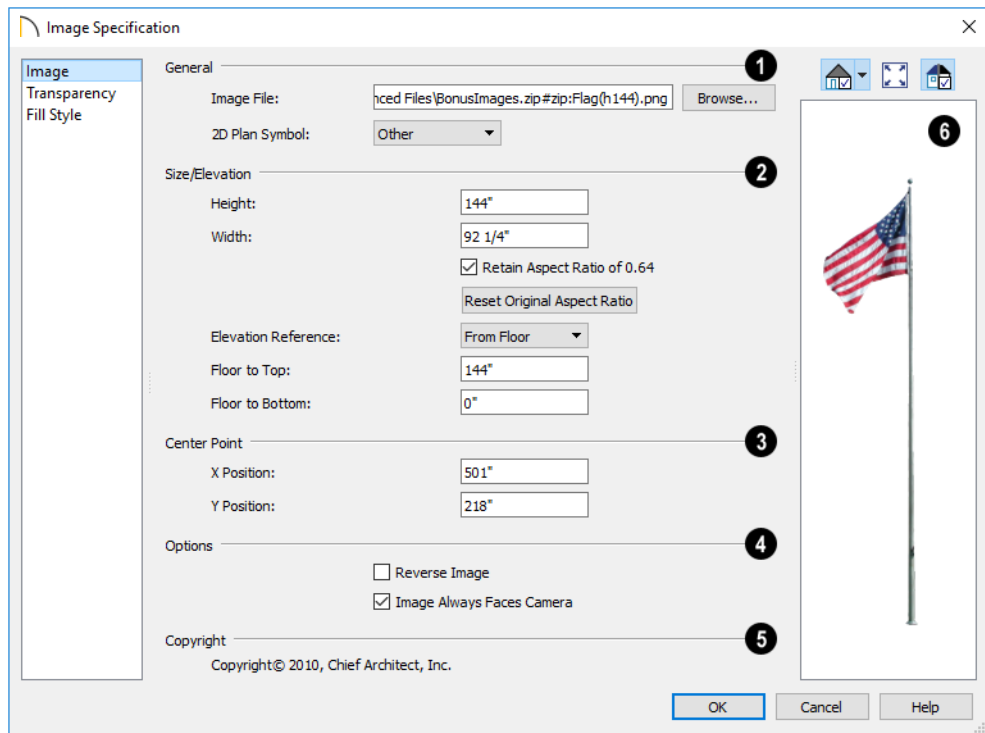 Image Specification
Image
Transparency
Fill Style
General
1
Image File:
nced Files\BonusImages.zip#zip:Flag(h144).png
Browse...
2D Plan Symbol:
Other
Size/Elevation
2
Height:
144"
Width:
92 1/4"
Retain Aspect Ratio of 0.64
Reset Original Aspect Ratio
Elevation Reference:
From Floor
Floor to Top:
144"
Floor to Bottom:
0"
Center Point
3
X Position:
501"
Y Position:
218"
Options
4
Reverse Image
Image Always Faces Camera
Copyright
5
Copyright© 2010, Chief Architect, Inc.
6
OK
Cancel
Help